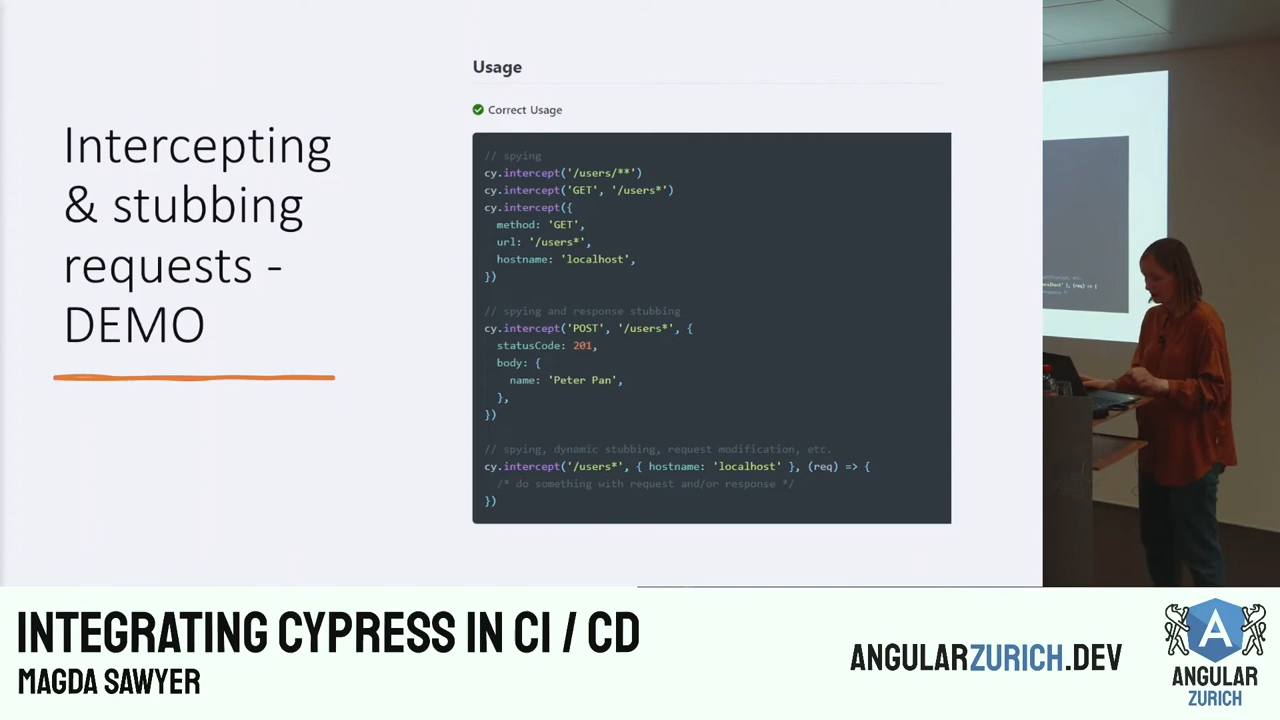 Intercepting
& stubbing
requests -
DEMO
Usage
Correct Usage
// spying
cy.intercept('/users/**')
cy.intercept('GET', '/users*')
cy.intercept({
  method: 'GET',
  url: '/users*',
  hostname: 'localhost',
})
// spying and response stubbing
cy.intercept('POST', '/users*', {
  statusCode: 201,
  body: {
    name: 'Peter Pan',
  },
})
// spying, dynamic stubbing, request modification, etc.
cy.intercept('/users*', { hostname: 'localhost' }, (req) => {
  /* do something with request and/or response */
})
INTEGRATING CYPRESS IN CI / CD
MAGDA SAWYER
ANGULARZURICH.DEV
A
ANGULAR
ZURICH